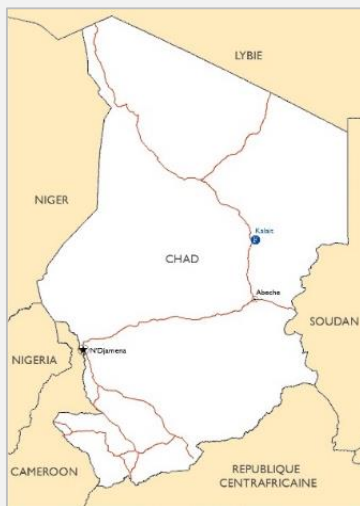 LYBIE
NIGER
Kalait
CHAD
Abeche
SOUDAN
NIGERIA
N'Djamena
CAMEROON
REPUBLIQUE
CENTRAFRICAINE